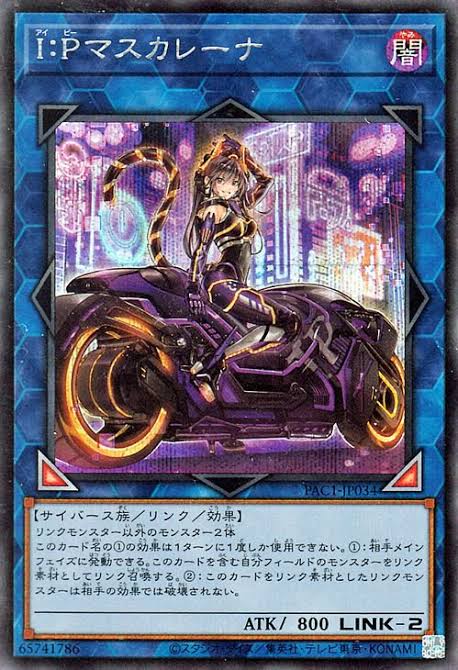 I:Pマスカレーナ
アイ ピー
闇
やみ
PAC1-JP034
【サイバース族／リンク／効果】
リンクモンスター以外のモンスター2体
このカード名の①の効果は1ターンに1度しか使用できない。①：相手メイン
フェイズに発動できる。このカードを含む自分フィールドのモンスターをリンク
素材としてリンク召喚する。②：このカードをリンク素材としたリンクモンス
ターは相手の効果では破壊されない。
ATK/ 800 LINK-2
65741786
©スタジオ・ダイス／集英社・テレビ東京・KONAMI